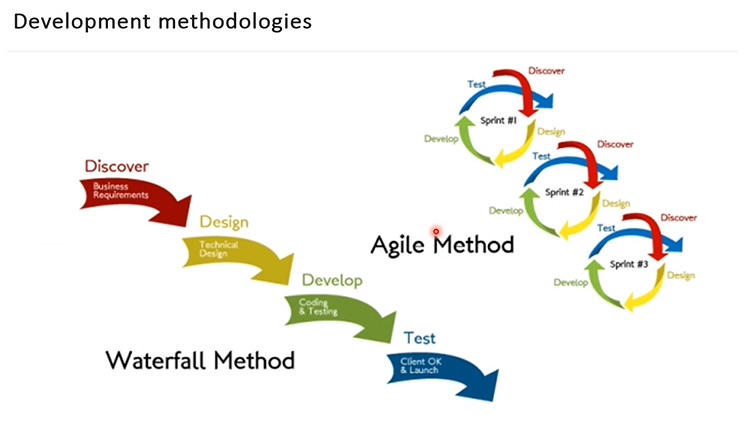 Development methodologies
Discover
Business
Requirements
Design
Technical
Design
Develop
Coding
& Testing
Test
Client OK
& Launch
Waterfall Method
Agile Method
Discover
Test
Sprint #1
Design
Develop
Discover
Test
Sprint #2
Design
Develop
Discover
Test
Sprint #3
Design
Develop